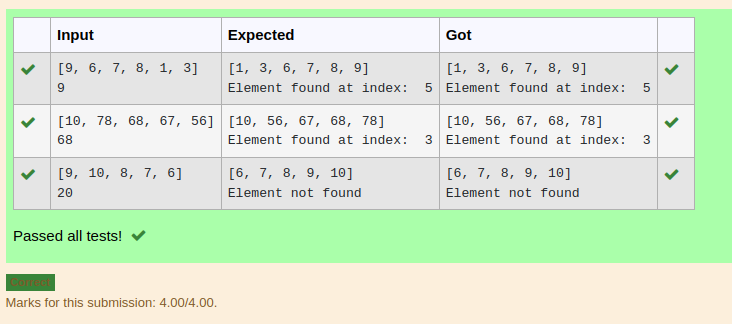 Input Expected Got
[9, 6, 7, 8, 1, 3] [1, 3, 6, 7, 8, 9] [1, 3, 6, 7, 8, 9]
9 Element found at index:  5 Element found at index:  5
[10, 78, 68, 67, 56] [10, 56, 67, 68, 78] [10, 56, 67, 68, 78]
68 Element found at index:  3 Element found at index:  3
[9, 10, 8, 7, 6] [6, 7, 8, 9, 10] [6, 7, 8, 9, 10]
20 Element not found Element not found
Passed all tests!
Correct
Marks for this submission: 4.00/4.00.